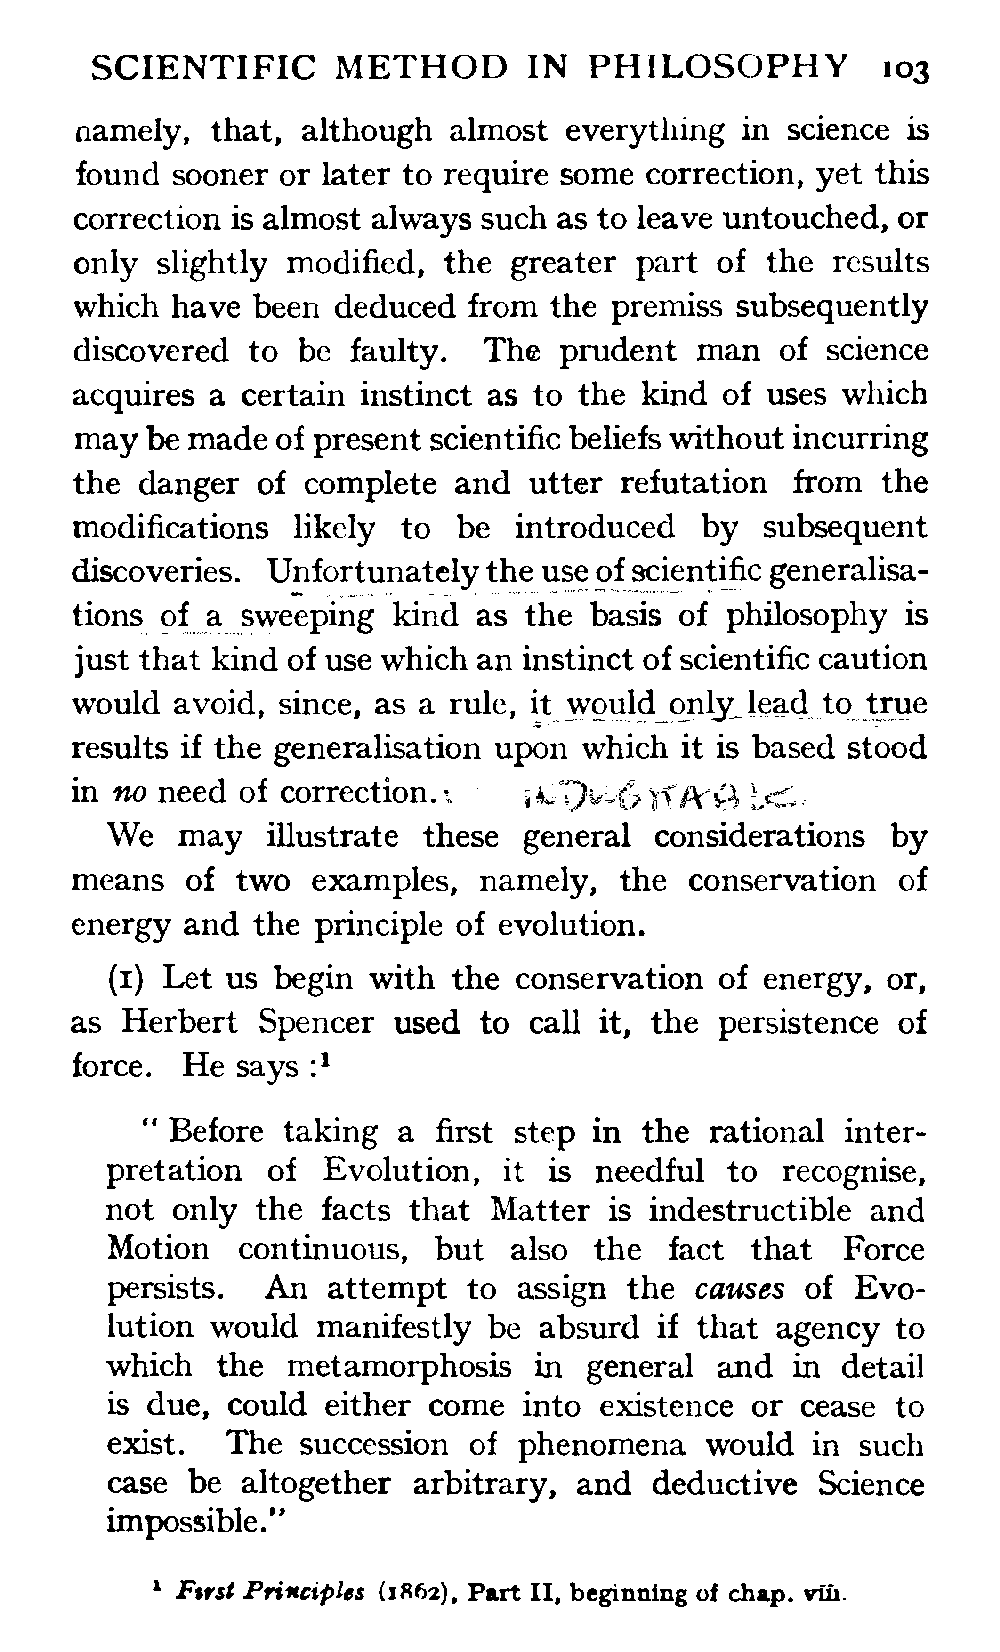 SCIENTIFIC METHOD IN PHILOSOPHY 103
namely, that, although almost everything in science is
found sooner or later to require some correction, yet this
correction is almost always such as to leave untouched, or
only slightly modified, the greater part of the results
which have been deduced from the premiss subsequently
discovered to be faulty. The prudent man of science
acquires a certain instinct as to the kind of uses which
may be made of present scientific beliefs without incurring
the danger of complete and utter refutation from the
modifications likely to be introduced by subsequent
discoveries. Unfortunately the use of scientific generalisa-
tions of a sweeping kind as the basis of philosophy is
just that kind of use which an instinct of scientific caution
would avoid, since, as a rule, it would only lead to true
results if the generalisation upon which it is based stood
in no need of correction.
We may illustrate these general considerations by
means of two examples, namely, the conservation of
energy and the principle of evolution.
(1) Let us begin with the conservation of energy, or,
as Herbert Spencer used to call it, the persistence of
force. He says :¹
“ Before taking a first step in the rational inter-
pretation of Evolution, it is needful to recognise,
not only the facts that Matter is indestructible and
Motion continuous, but also the fact that Force
persists. An attempt to assign the causes of Evo-
lution would manifestly be absurd if that agency to
which the metamorphosis in general and in detail
is due, could either come into existence or cease to
exist. The succession of phenomena would in such
case be altogether arbitrary, and deductive Science
impossible.”
¹ First Principles (1862), Part II, beginning of chap. viii.